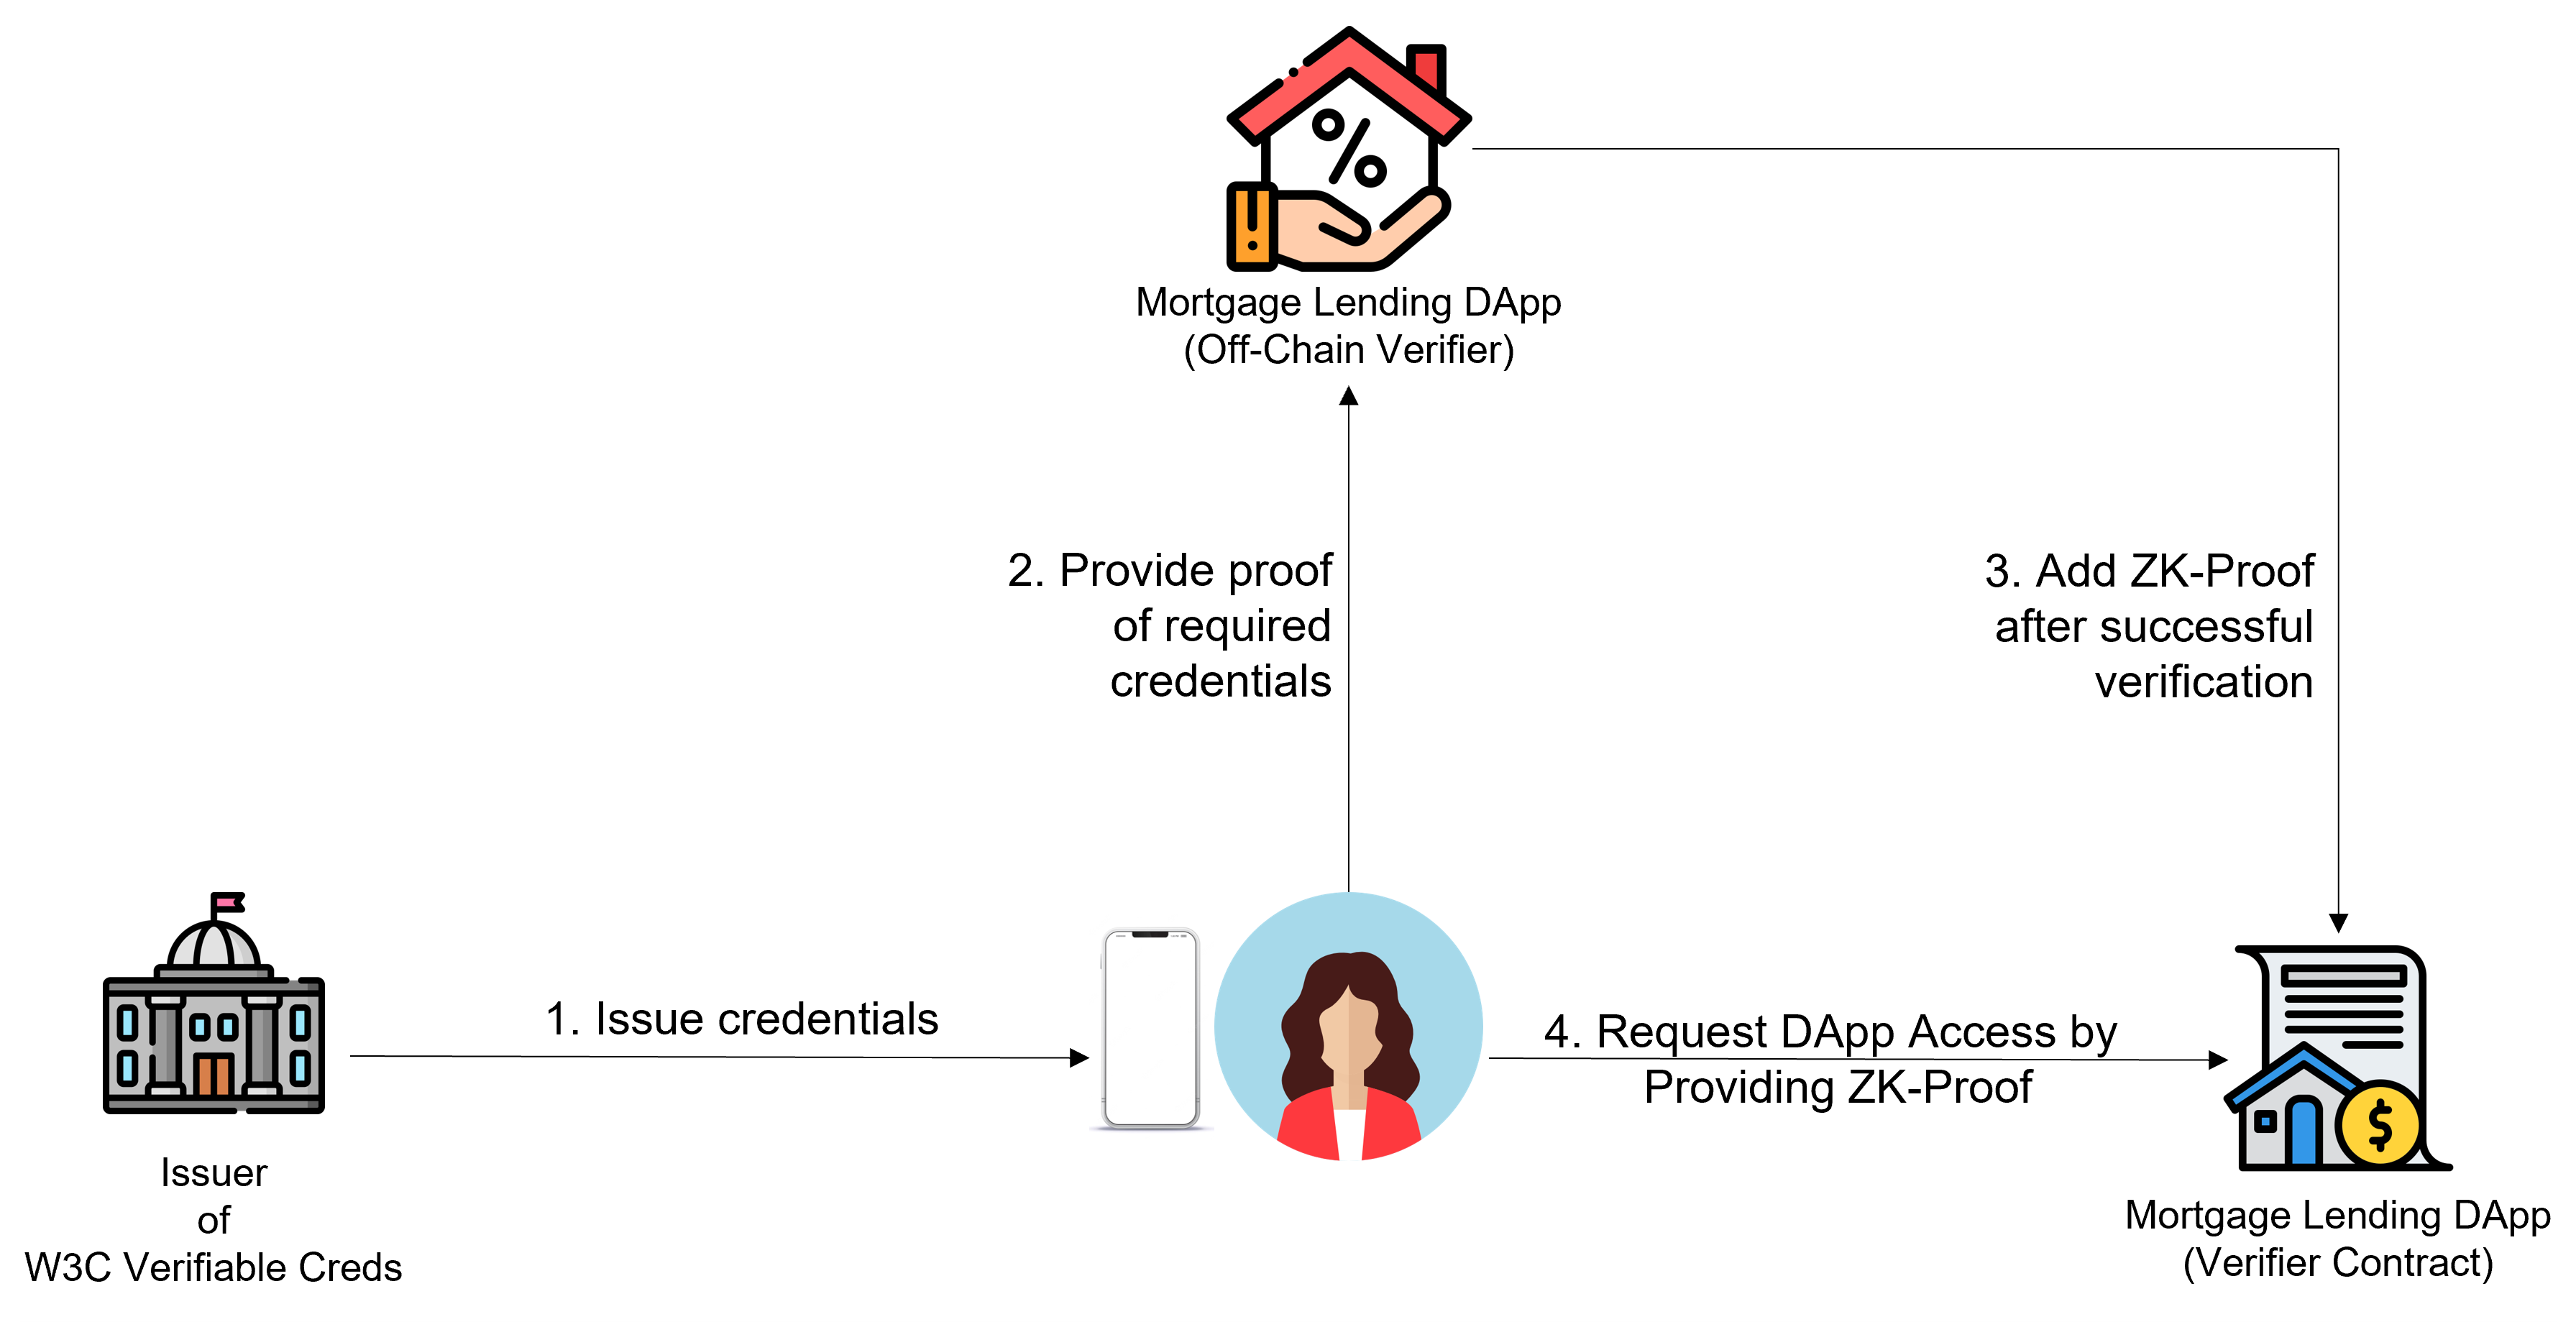 Mortgage Lending DApp
(Off-Chain Verifier)
2. Provide proof
of required
credentials
3. Add ZK-Proof
after successful
verification
1. Issue credentials
4. Request DApp Access by
Providing ZK-Proof
Issuer
of
W3C Verifiable Creds
Mortgage Lending DApp
(Verifier Contract)